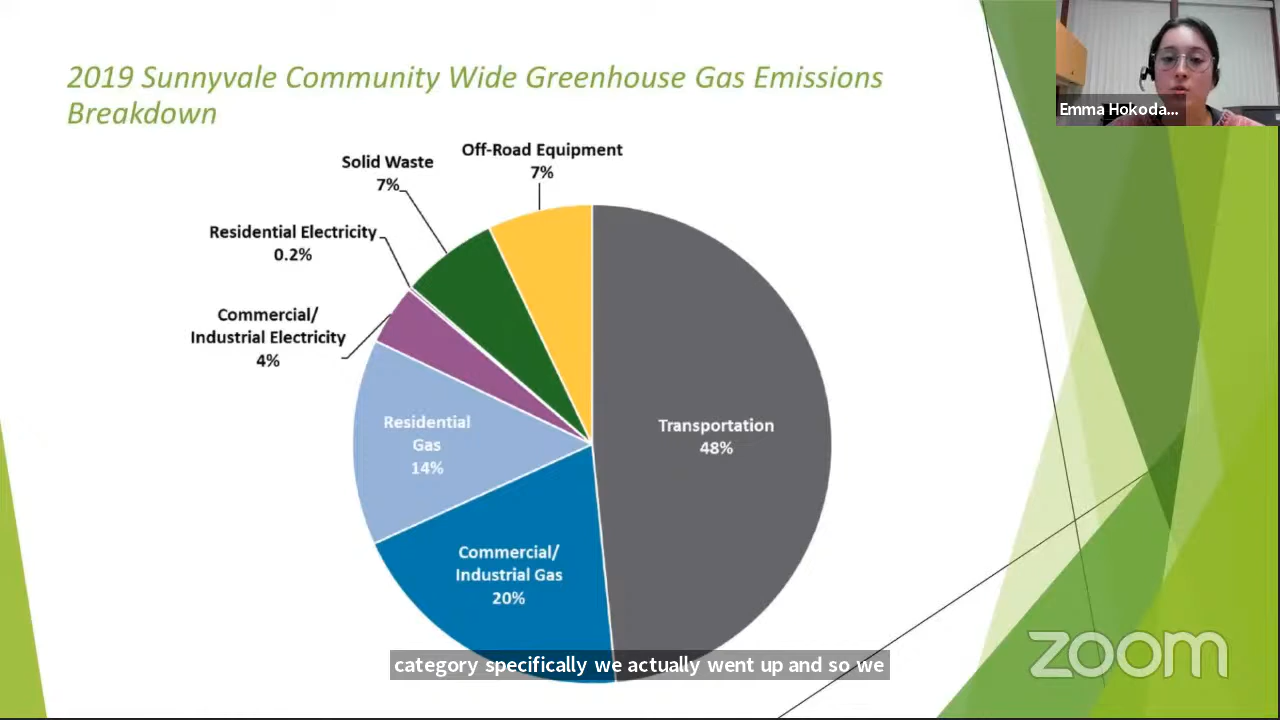 2019 Sunnyvale Community Wide Greenhouse Gas Emissions
Breakdown
Emma Hokoda...
Off-Road Equipment
7%
Solid Waste
7%
Residential Electricity
0.2%
Commercial/
Industrial Electricity
4%
Residential
Gas
14%
Transportation
48%
Commercial/
Industrial Gas
20%
category specifically we actually went up and so we
zoom